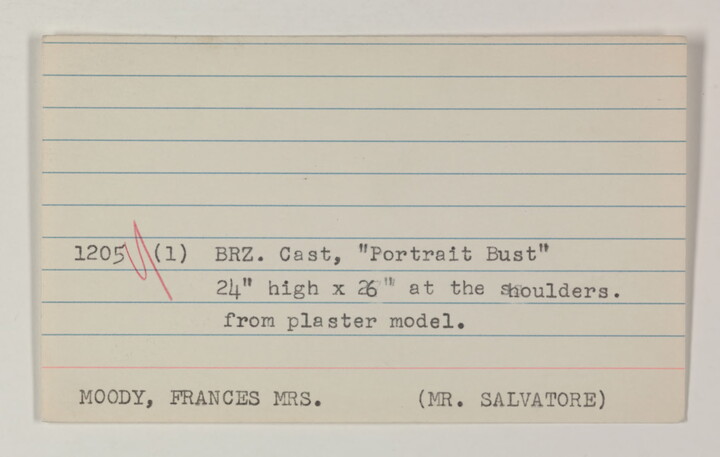 1205 (1) BRZ. Cast, "Portrait Bust"
24" high x 26" at the shoulders.
from plaster model.
MOODY, FRANCES MRS. (MR. SALVATORE)